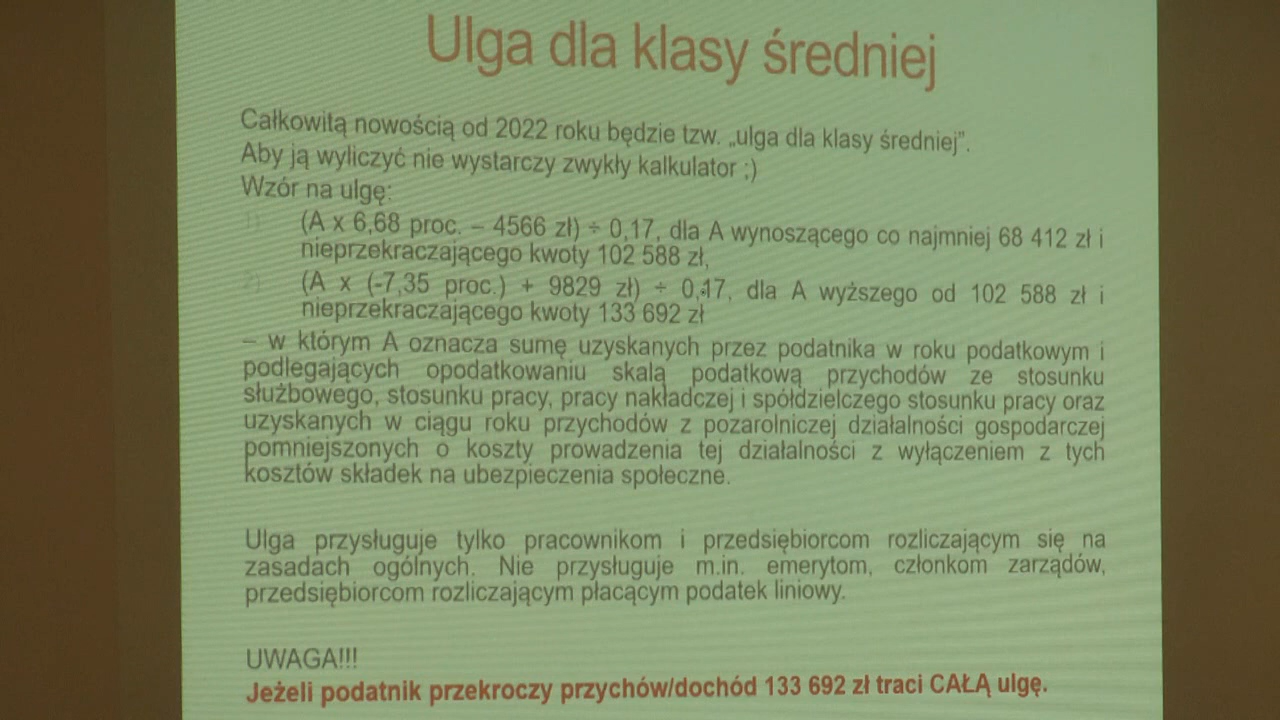 Ulga dla klasy średniej
Całkowitą nowością od 2022 roku będzie tzw. „ulga dla klasy średniej”.
Aby ją wyliczyć nie wystarczy zwykły kalkulator ;)
Wzór na ulgę:
1) (A x 6,68 proc. – 4566 zł) ÷ 0,17, dla A wynoszącego co najmniej 68 412 zł i
nieprzekraczającego kwoty 102 588 zł,
2) (A x (-7,35 proc.) + 9829 zł) ÷ 0,17, dla A wyższego od 102 588 zł i
nieprzekraczającego kwoty 133 692 zł
– w którym A oznacza sumę uzyskanych przez podatnika w roku podatkowym i
podlegających opodatkowaniu skalą podatkową przychodów ze stosunku
służbowego, stosunku pracy, pracy nakładczej i spółdzielczego stosunku pracy oraz
uzyskanych w ciągu roku przychodów z pozarolniczej działalności gospodarczej
pomniejszonych o koszty prowadzenia tej działalności z wyłączeniem z tych
kosztów składek na ubezpieczenia społeczne.
Ulga przysługuje tylko pracownikom i przedsiębiorcom rozliczającym się na
zasadach ogólnych. Nie przysługuje m.in. emerytom, członkom zarządów,
przedsiębiorcom rozliczającym płacącym podatek liniowy.
UWAGA!!!
Jeżeli podatnik przekroczy przychów/dochód 133 692 zł traci CAŁĄ ulgę.